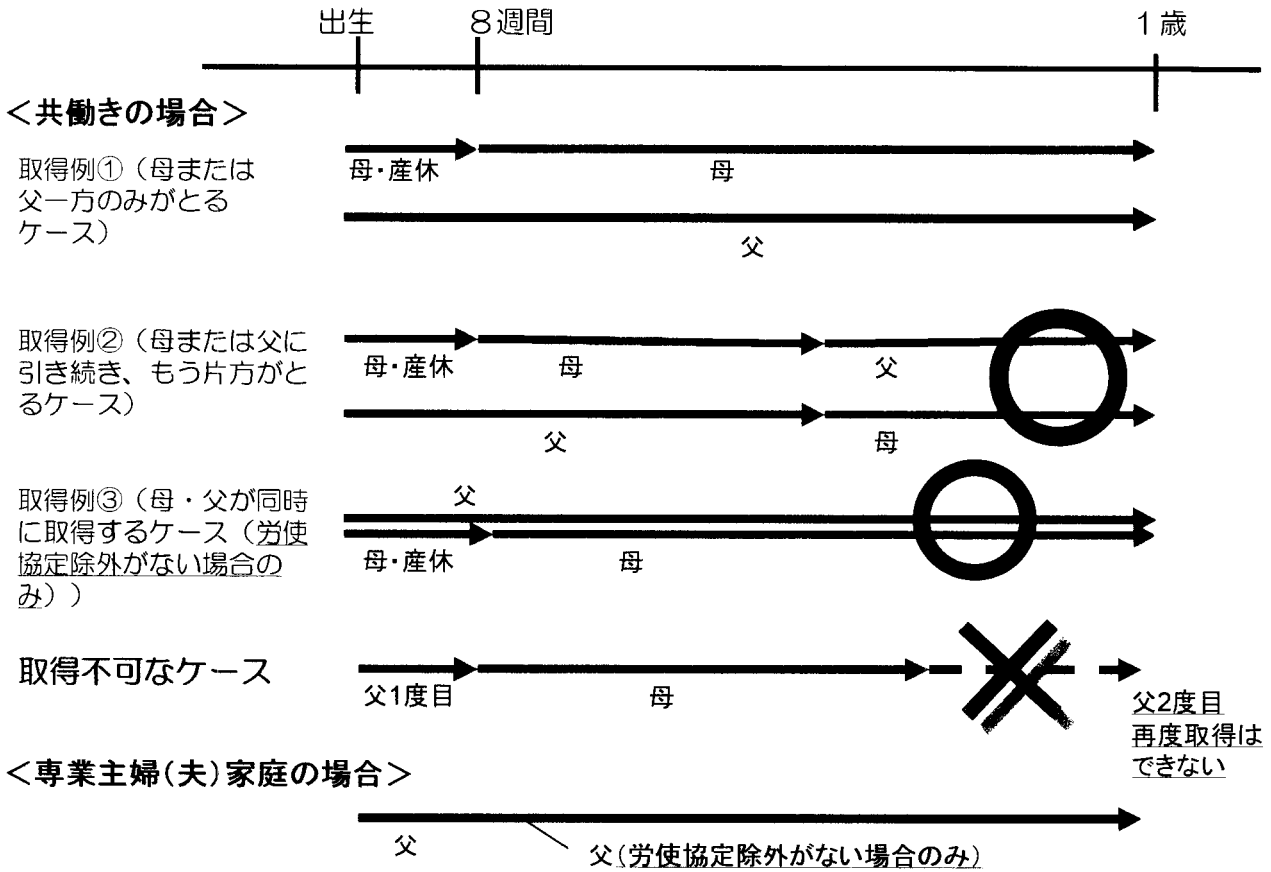 出生
8週間
1歳
＜共働きの場合＞
取得例①（母または
父一方のみがとる
ケース）
母・産休
母
父
取得例②（母または父に
引き続き、もう片方がと
るケース）
母・産休
母
父
父
母
取得例③（母・父が同時
に取得するケース（労使
協定除外がない場合の
み））
父
母・産休
母
取得不可なケース
父1度目
母
父2度目
再度取得は
できない
＜専業主婦(夫)家庭の場合＞
父
父(労使協定除外がない場合のみ)